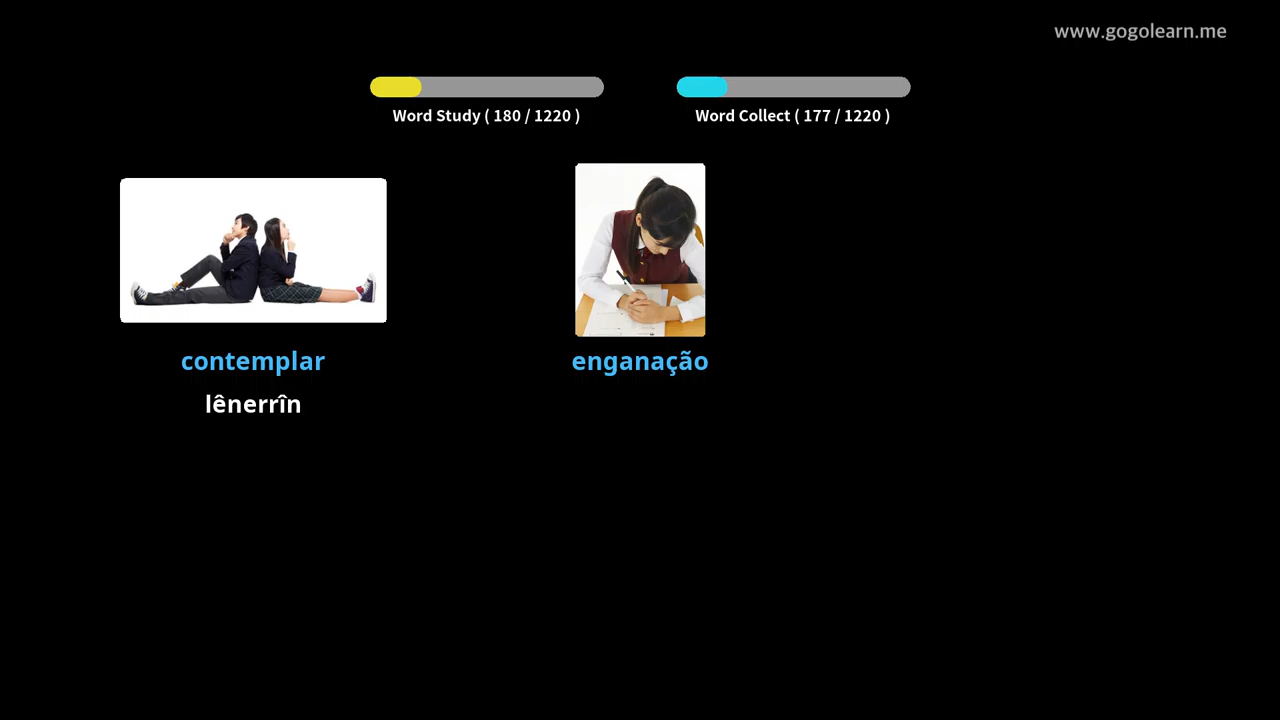 www.gogolearn.me
Word Study ( 180 / 1220 )
Word Collect ( 177 / 1220 )
contemplar
enganação
lênerrîn